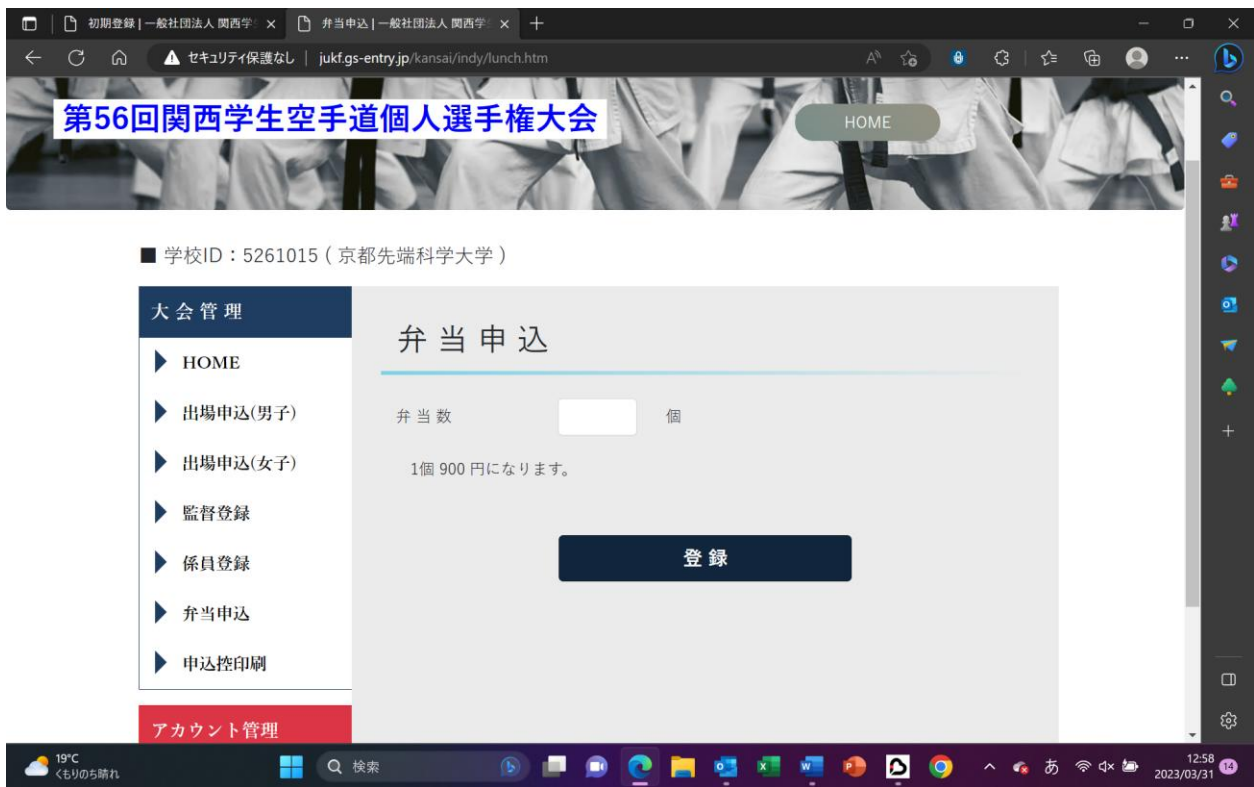 初期登録 | 一般社団法人 関西学
弁当申込 | 一般社団法人 関西学
セキュリティ保護なし | jukf.gs-entry.jp/kansai/indy/lunch.htm
第56回関西学生空手道個人選手権大会
HOME
■ 学校ID：5261015 ( 京都先端科学大学 )
大会管理
HOME
出場申込(男子)
出場申込(女子)
監督登録
係員登録
弁当申込
申込控印刷
アカウント管理
弁当申込
弁当数 個
1個 900 円になります。
登録
19°C
くもりのち晴れ
検索
あ
12:58
2023/03/31
14